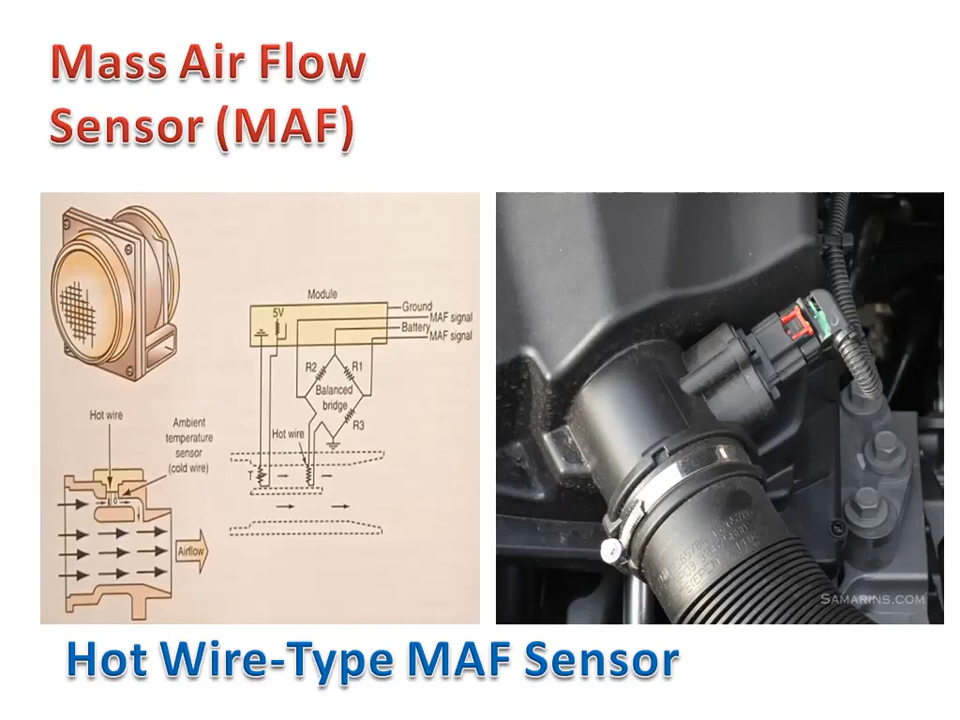 Mass Air Flow
Sensor (MAF)
Module
5V
Ground
MAF signal
Battery
MAF signal
R2
R1
Balanced
bridge
R3
Hot wire
T
Hot wire
Ambient
temperature
sensor
(cold wire)
Airflow
SAMARINS.COM
Hot Wire-Type MAF Sensor